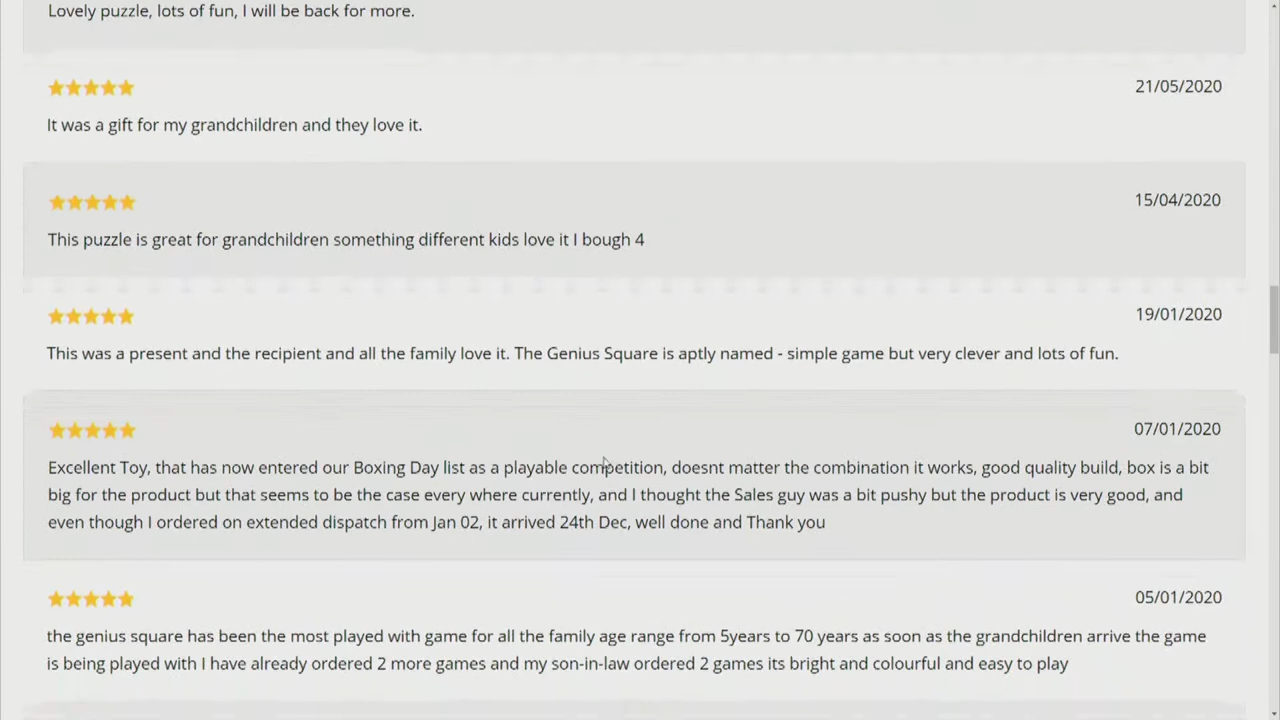 Lovely puzzle, lots of fun, I will be back for more.
21/05/2020
It was a gift for my grandchildren and they love it.
15/04/2020
This puzzle is great for grandchildren something different kids love it I bough 4
19/01/2020
This was a present and the recipient and all the family love it. The Genius Square is aptly named - simple game but very clever and lots of fun.
07/01/2020
Excellent Toy, that has now entered our Boxing Day list as a playable competition, doesnt matter the combination it works, good quality build, box is a bit
big for the product but that seems to be the case every where currently, and I thought the Sales guy was a bit pushy but the product is very good, and
even though I ordered on extended dispatch from Jan 02, it arrived 24th Dec, well done and Thank you
05/01/2020
the genius square has been the most played with game for all the family age range from 5years to 70 years as soon as the grandchildren arrive the game
is being played with I have already ordered 2 more games and my son-in-law ordered 2 games its bright and colourful and easy to play